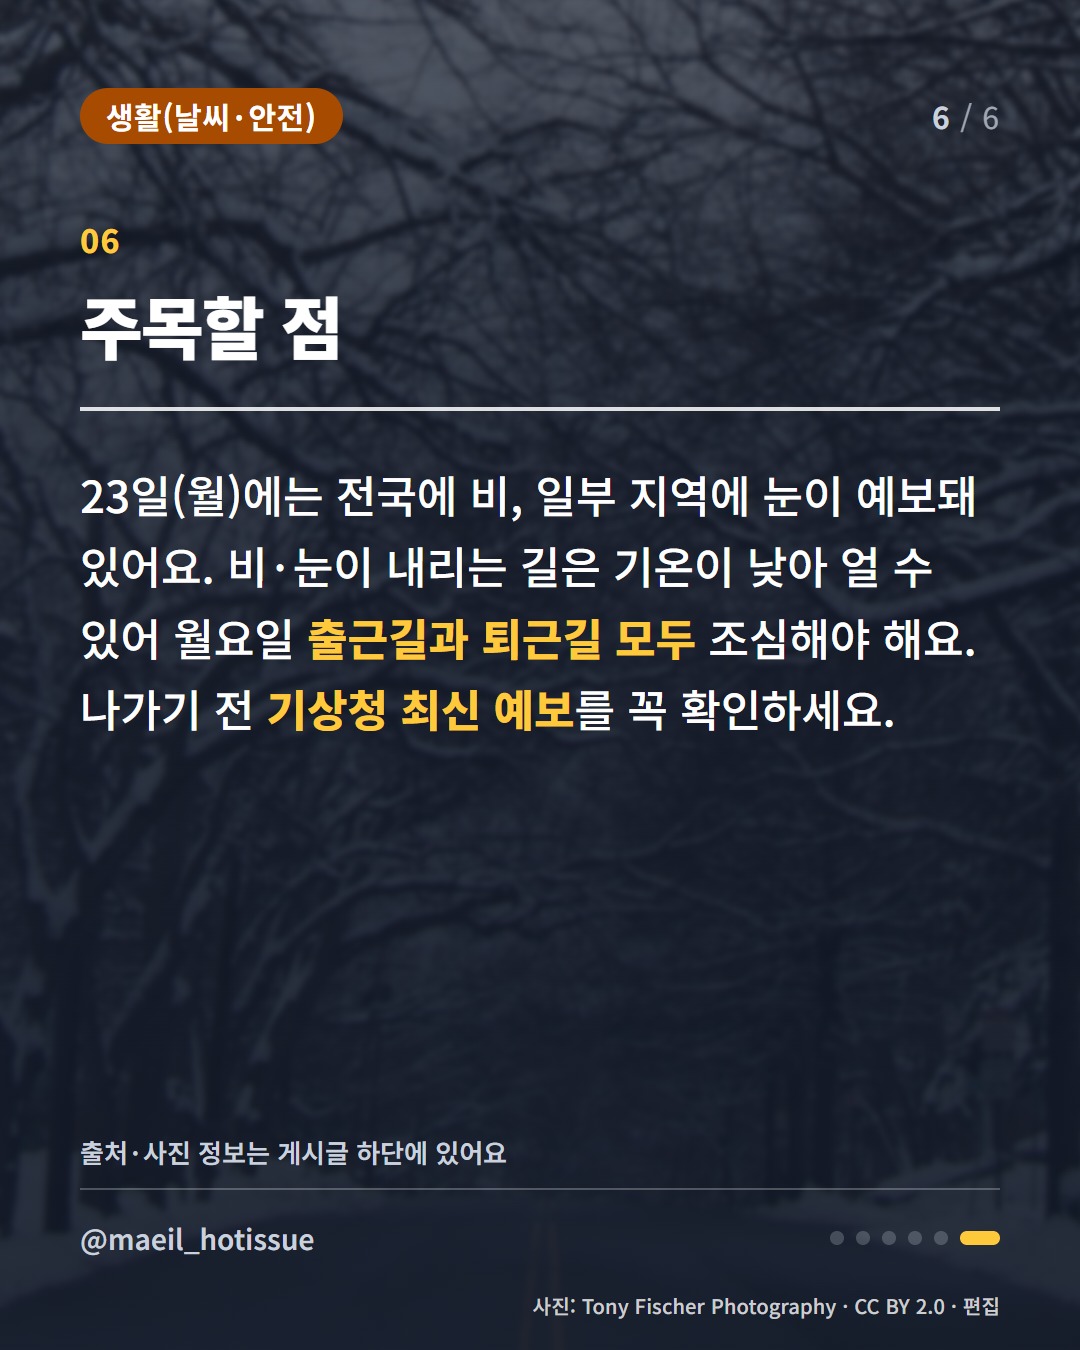 생활(날씨·안전)
6 / 6
06
주목할 점
23일(월)에는 전국에 비, 일부 지역에 눈이 예보돼
있어요. 비·눈이 내리는 길은 기온이 낮아 얼 수
있어 월요일 출근길과 퇴근길 모두 조심해야 해요.
나가기 전 기상청 최신 예보를 꼭 확인하세요.
출처·사진 정보는 게시글 하단에 있어요
@maeil_hotissue
사진: Tony Fischer Photography · CC BY 2.0 · 편집